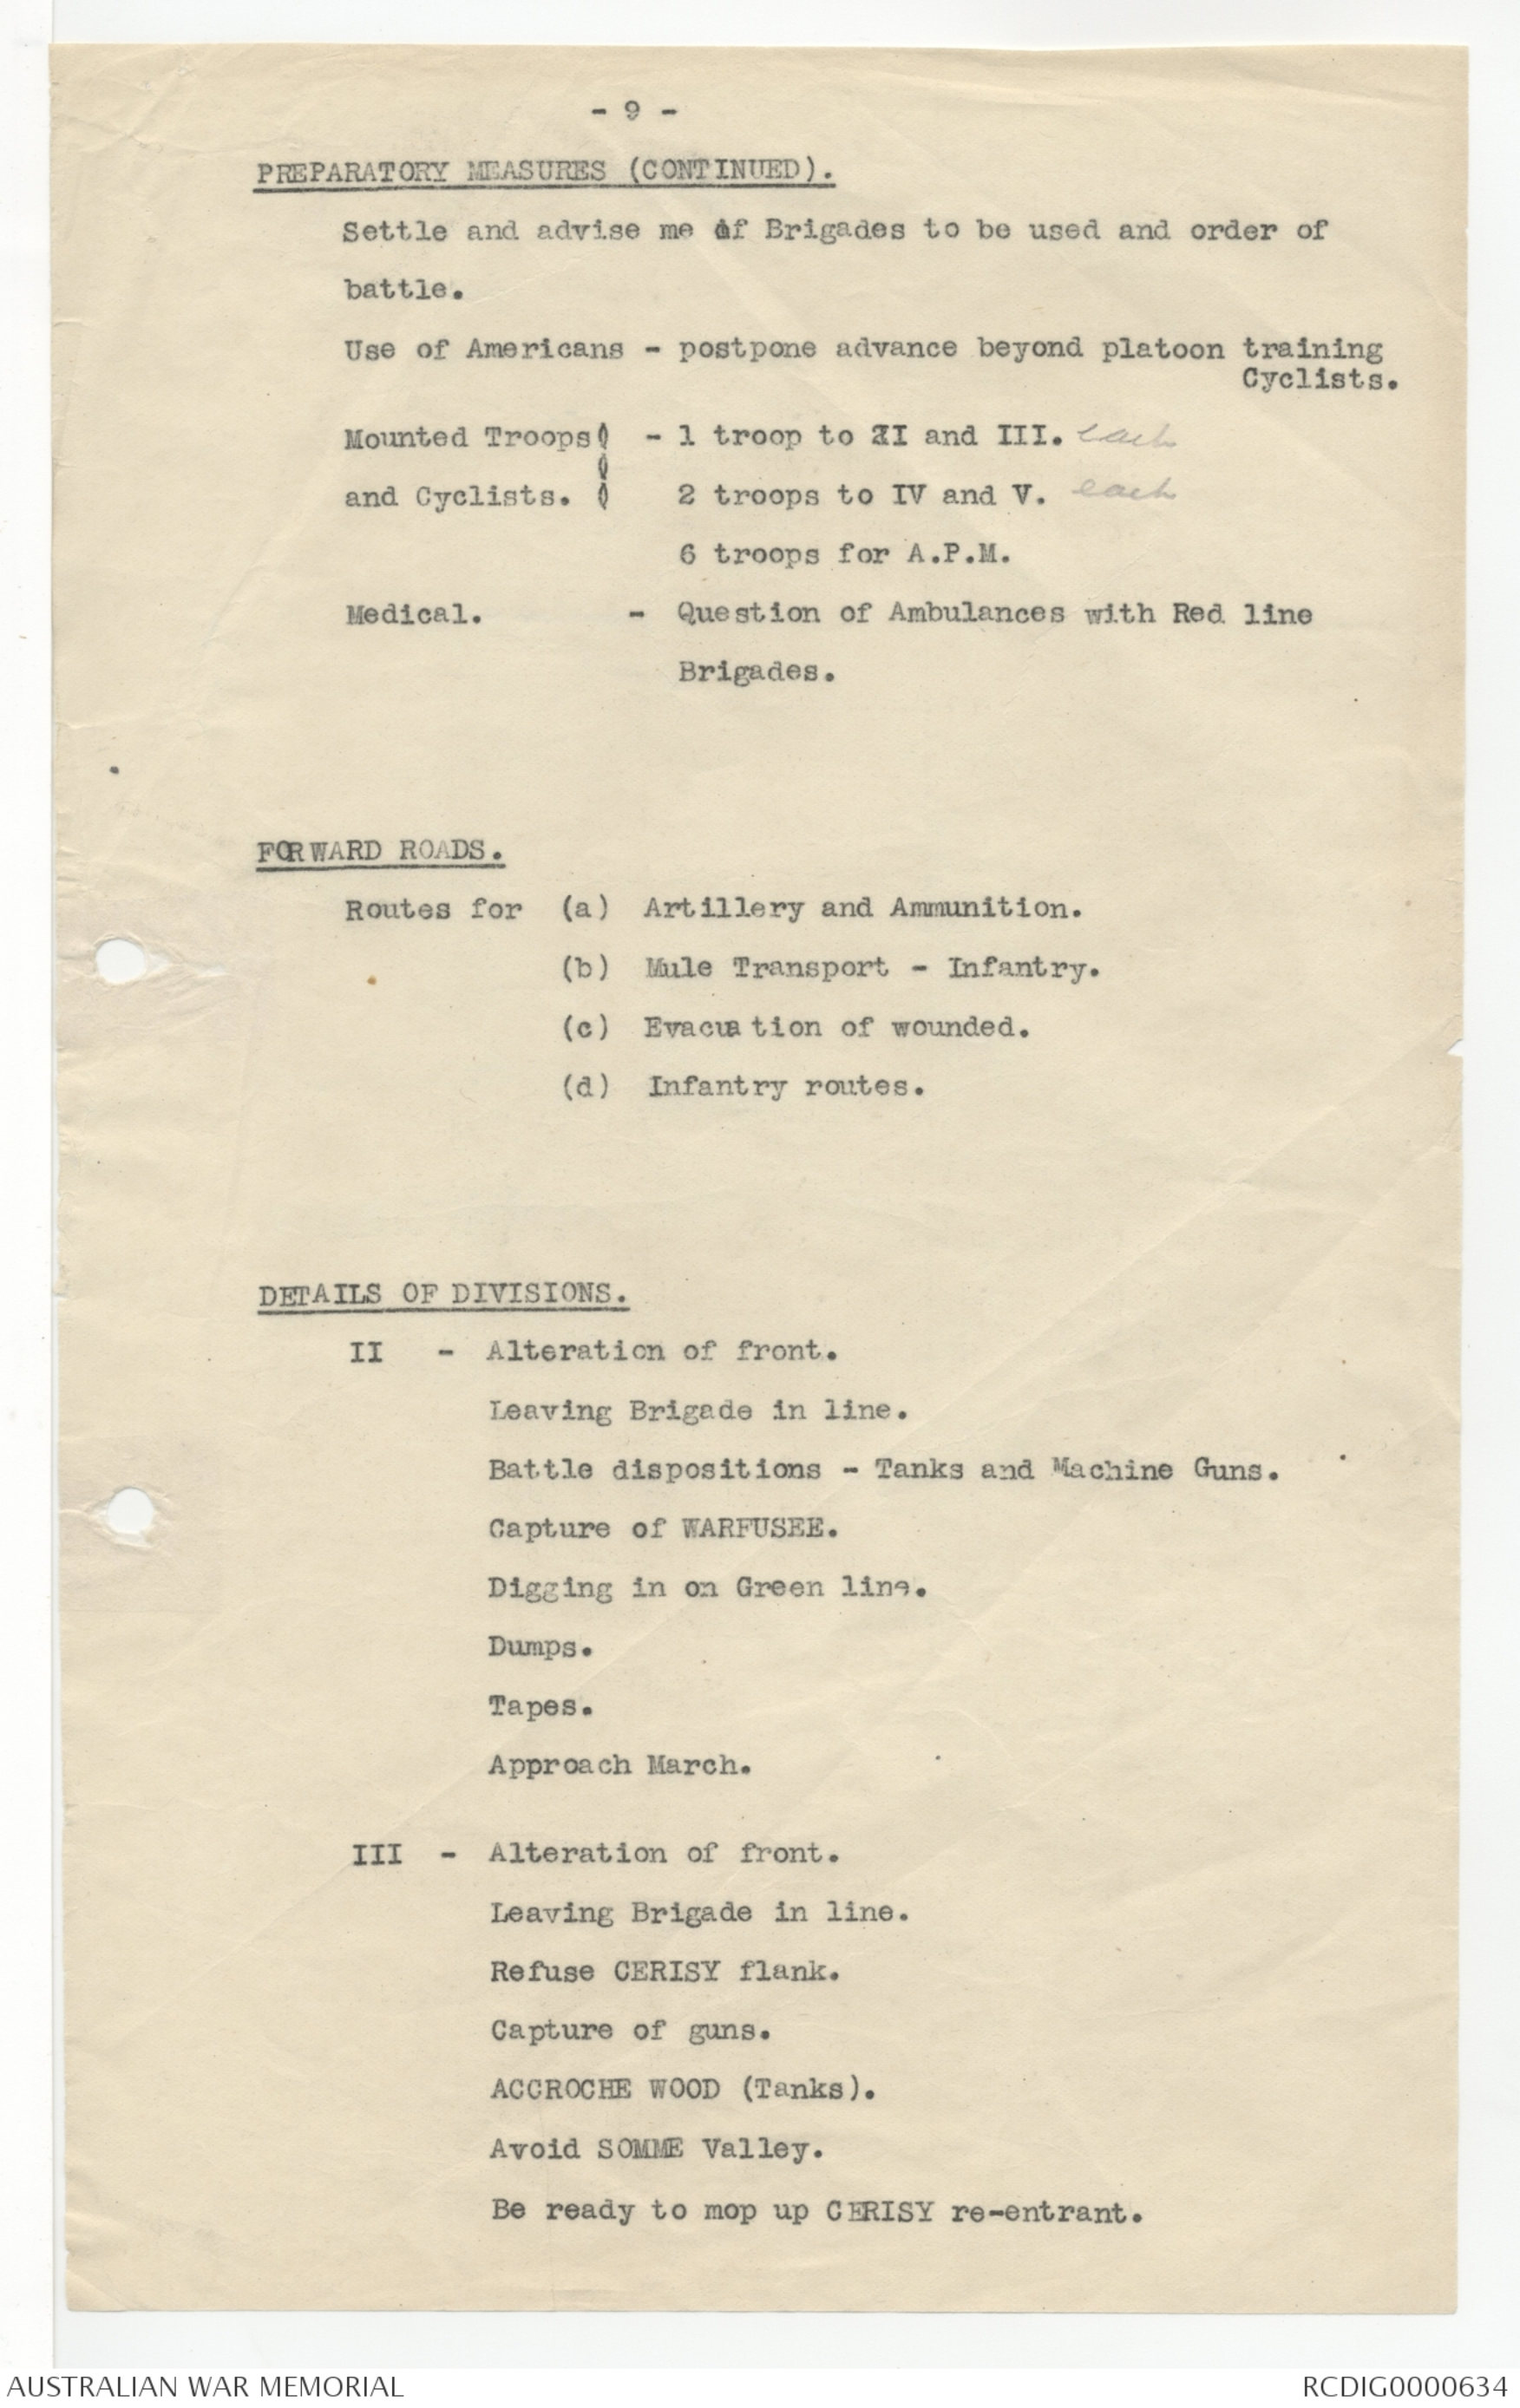 - 9 -
PREPARATORY MEASURES (CONTINUED).
Settle and advise me of Brigades to be used and order of
battle.
Use of Americans - postpone advance beyond platoon training
Cyclists.
Mounted Troops) - 1 troop to II and III. each
)
and Cyclists. ) 2 troops to IV and V. each
6 troops for A.P.M.
Medical. - Question of Ambulances with Red line
Brigades.
FORWARD ROADS.
Routes for (a) Artillery and Ammunition.
(b) Mule Transport - Infantry.
(c) Evacuation of wounded.
(d) Infantry routes.
DETAILS OF DIVISIONS.
II - Alteration of front.
Leaving Brigade in line.
Battle dispositions - Tanks and Machine Guns.
Capture of WARFUSEE.
Digging in on Green line.
Dumps.
Tapes.
Approach March.
III - Alteration of front.
Leaving Brigade in line.
Refuse CERISY flank.
Capture of guns.
ACCROCHE WOOD (Tanks).
Avoid SOMME Valley.
Be ready to mop up CERISY re-entrant.
AUSTRALIAN WAR MEMORIAL
RCDIG0000634